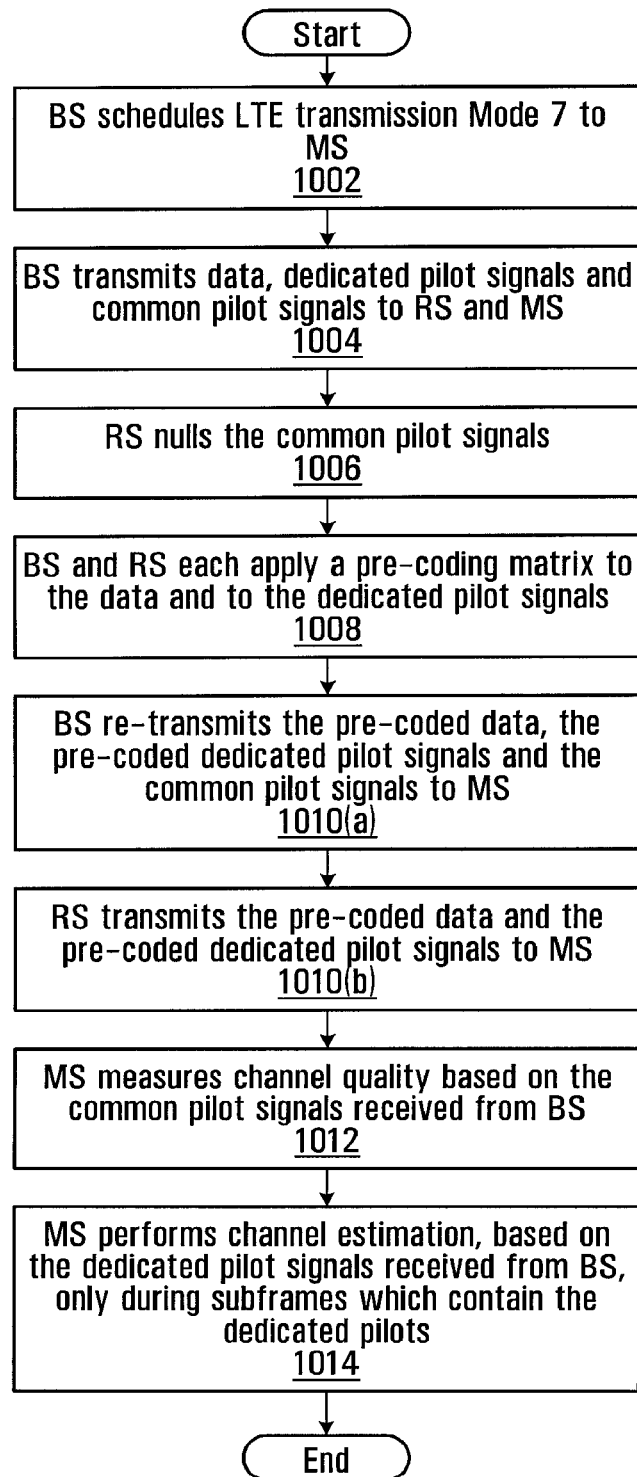 Start
BS schedules LTE transmission Mode 7 to
MS
1002
BS transmits data, dedicated pilot signals and
common pilot signals to RS and MS
1004
RS nulls the common pilot signals
1006
BS and RS each apply a pre-coding matrix to
the data and to the dedicated pilot signals
1008
BS re-transmits the pre-coded data, the
pre-coded dedicated pilot signals and the
common pilot signals to MS
1010(a)
RS transmits the pre-coded data and the
pre-coded dedicated pilot signals to MS
1010(b)
MS measures channel quality based on the
common pilot signals received from BS
1012
MS performs channel estimation, based on
the dedicated pilot signals received from BS,
only during subframes which contain the
dedicated pilots
1014
End